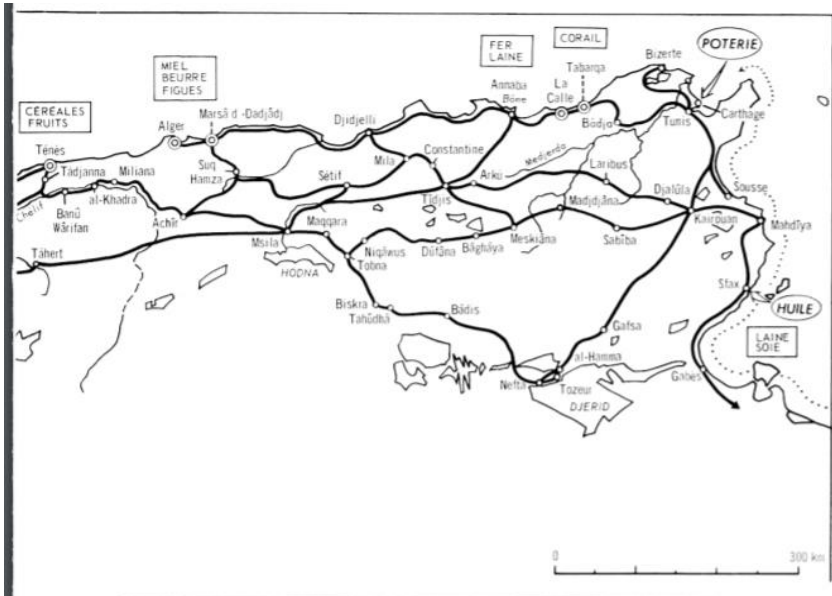 FER
LAINE
CORAIL
Bizerte
POTERIE
MIEL
BEURRE
FIGUES
Annaba
Bône
La
Calle
Tabarqa
CÉRÉALES
FRUITS
Alger
Marsâ d-Dadjâdj
Djidjelli
Bâdja
Tunis
Carthage
Ténès
Tadjanna
Miliana
Suq
Hamza
Mila
Constantine
Medjerda
Chelif
Banû
Wârifan
al-Khadra
Achîr
Sétif
Tîdjis
Arkü
Laribus
Djalûla
Sousse
Msila
Maqqara
Madjdjâna
Kairouan
Mahdîya
Tâhert
HODNA
Niqâwus
Tobna
Dûfâna
Bâghâya
Meskiâna
Sabîba
Biskra
Tahûdhâ
Bâdis
Gafsa
Sfax
HUILE
LAINE
SOIE
al-Hamma
Nefta
Tozeur
DJERID
Gabès
0
300 km